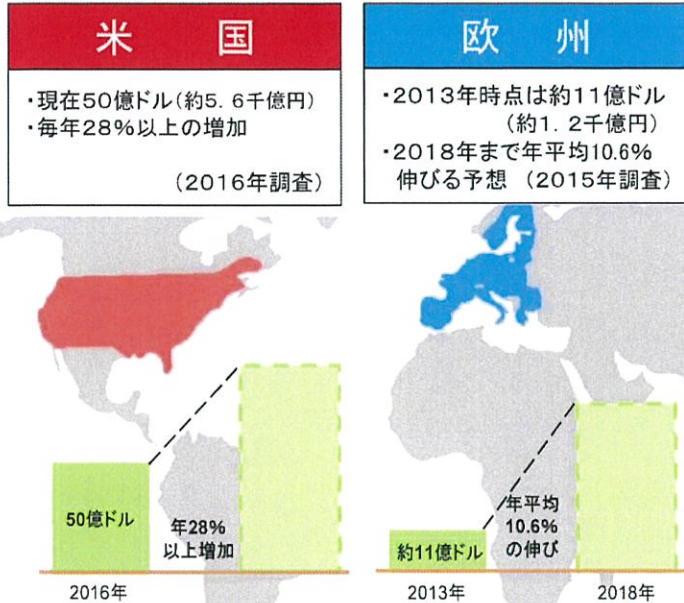 米 国
・現在50億ドル(約5.6千億円)
・毎年28%以上の増加
(2016年調査)
欧 州
・2013年時点は約11億ドル
(約1.2千億円)
・2018年まで年平均10.6%
伸びる予想 (2015年調査)
50億ドル
年28%
以上増加
2016年
約11億ドル
年平均
10.6%
の伸び
2013年
2018年